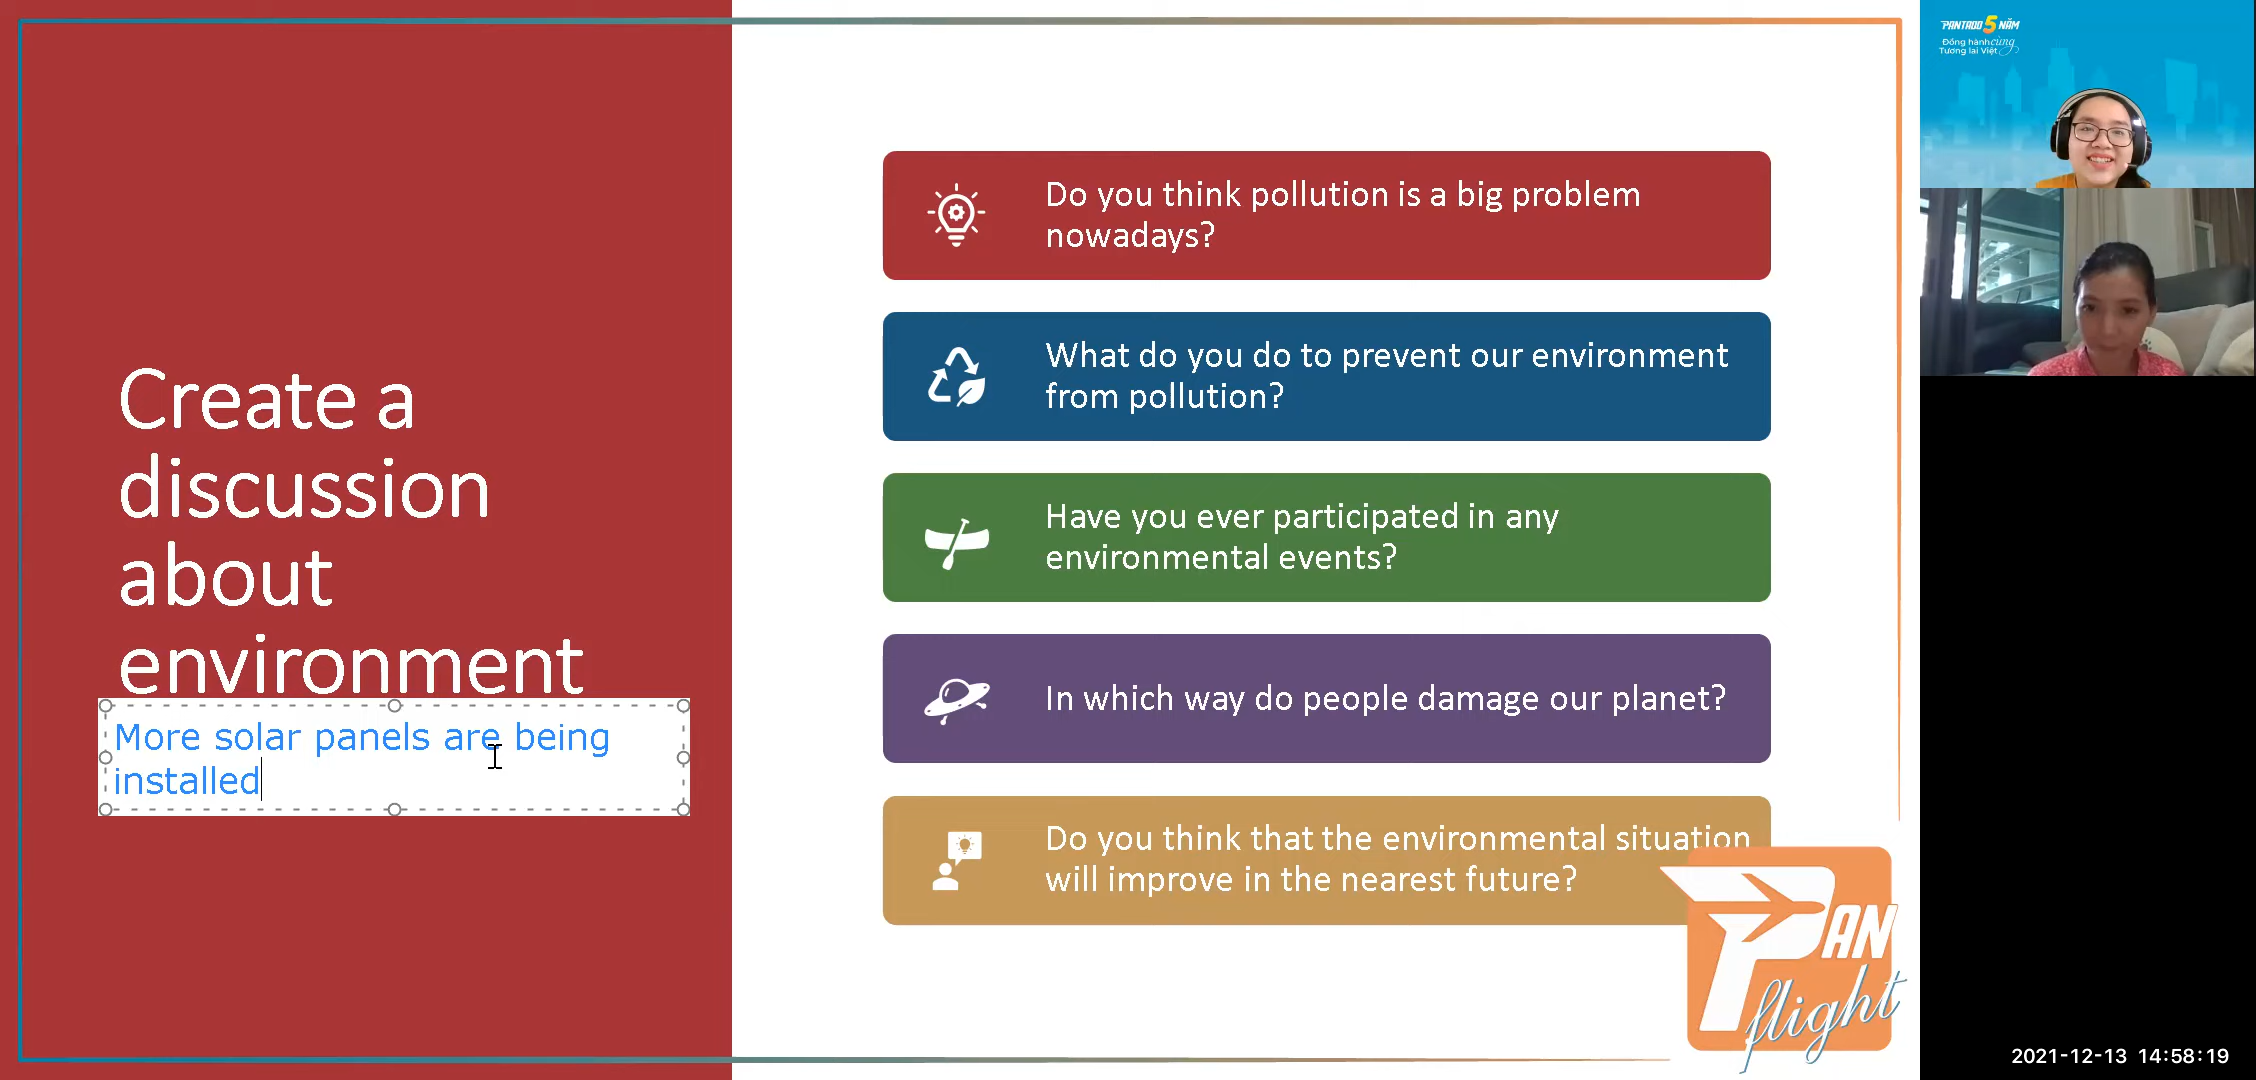 Create a
discussion
about
environment
More solar panels are being
installed
Do you think pollution is a big problem
nowadays?
What do you do to prevent our environment
from pollution?
Have you ever participated in any
environmental events?
In which way do people damage our planet?
Do you think that the environmental situation
will improve in the nearest future?
PAN
flight
PANTADO 5 NĂM
Đồng hành cùng
Tương lai Việt
2021-12-13 14:58:19